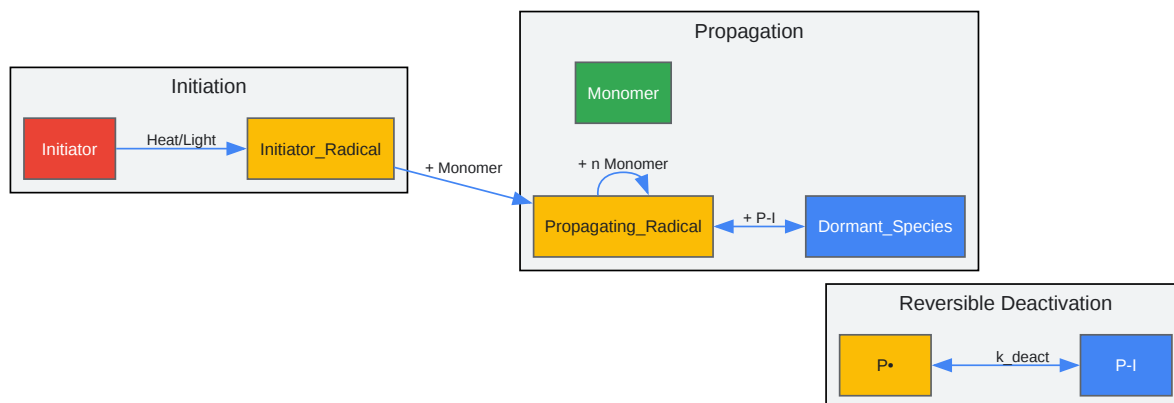 Initiation
Initiator
Heat/Light
Initiator_Radical
+ Monomer
Propagation
Monomer
+ n Monomer
Propagating_Radical
+ P-I
Dormant_Species
Reversible Deactivation
P•
k_deact
P-I